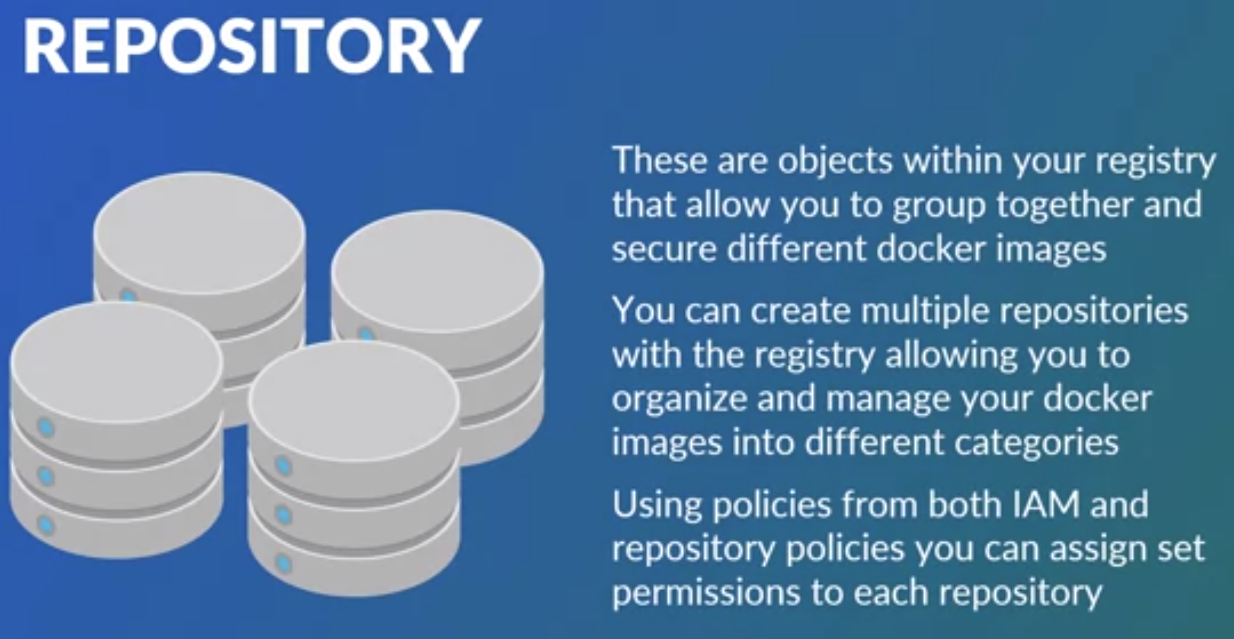 REPOSITORY
These are objects within your registry
that allow you to group together and
secure different docker images
You can create multiple repositories
with the registry allowing you to
organize and manage your docker
images into different categories
Using policies from both IAM and
repository policies you can assign set
permissions to each repository